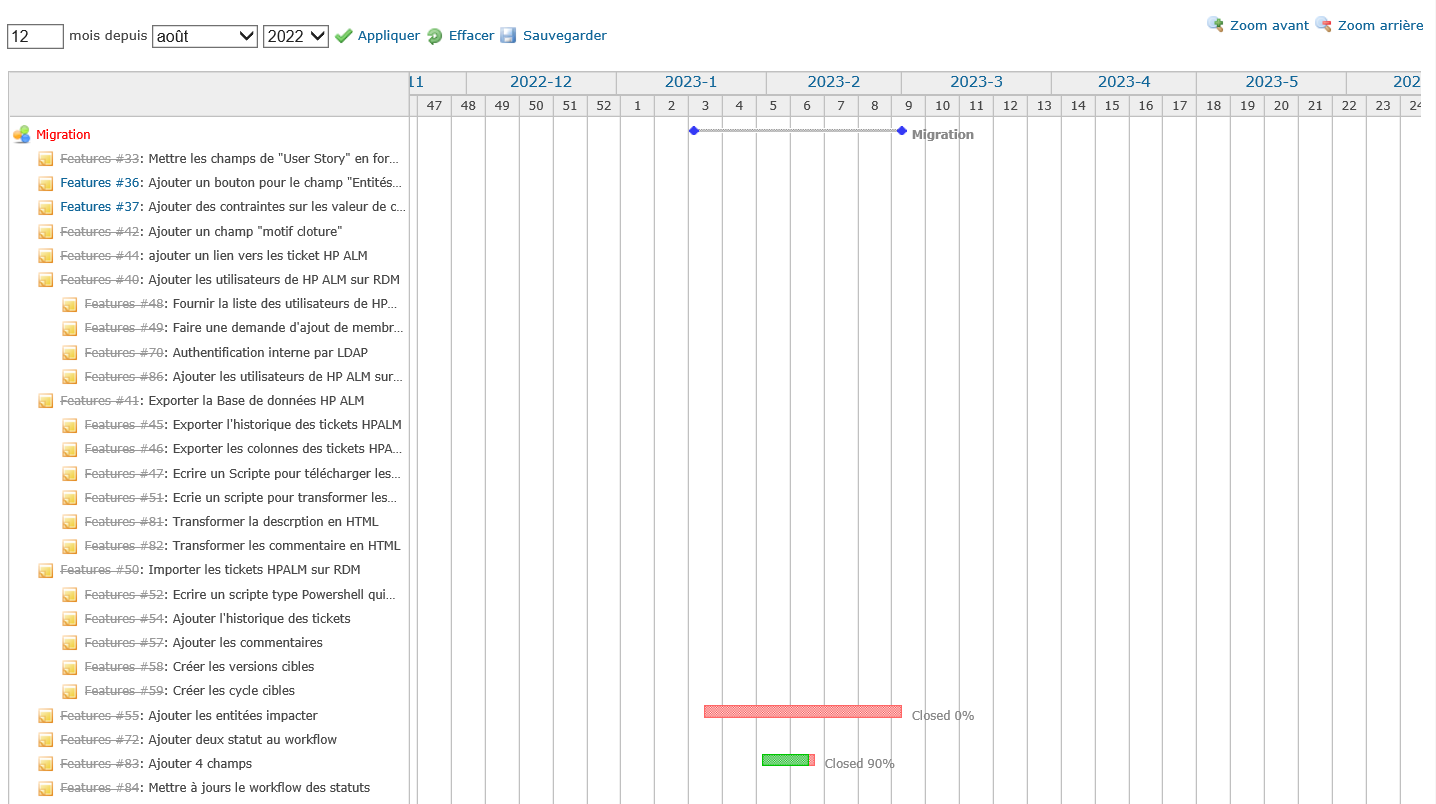 12 mois depuis août 2022 Appliquer Effacer Sauvegarder
Zoom avant Zoom arrière
11 2022-12 2023-1 2023-2 2023-3 2023-4 2023-5 202
47 48 49 50 51 52 1 2 3 4 5 6 7 8 9 10 11 12 13 14 15 16 17 18 19 20 21 22 23 24
Migration
Migration
Features #33: Mettre les champs de "User Story" en for...
Features #36: Ajouter un bouton pour le champ "Entités...
Features #37: Ajouter des contraintes sur les valeur de c...
Features #42: Ajouter un champ "motif cloture"
Features #44: ajouter un lien vers les ticket HP ALM
Features #40: Ajouter les utilisateurs de HP ALM sur RDM
Features #48: Fournir la liste des utilisateurs de HP...
Features #49: Faire une demande d'ajout de membr...
Features #70: Authentification interne par LDAP
Features #86: Ajouter les utilisateurs de HP ALM sur...
Features #41: Exporter la Base de données HP ALM
Features #45: Exporter l'historique des tickets HPALM
Features #46: Exporter les colonnes des tickets HPA...
Features #47: Ecrire un Scripte pour télécharger les...
Features #51: Ecrie un scripte pour transformer les...
Features #81: Transformer la descrption en HTML
Features #82: Transformer les commentaire en HTML
Features #50: Importer les tickets HPALM sur RDM
Features #52: Ecrire un scripte type Powershell qui...
Features #54: Ajouter l'historique des tickets
Features #57: Ajouter les commentaires
Features #58: Créer les versions cibles
Features #59: Créer les cycle cibles
Features #55: Ajouter les entitées impacter
Closed 0%
Features #72: Ajouter deux statut au workflow
Features #83: Ajouter 4 champs
Closed 90%
Features #84: Mettre à jours le workflow des statuts